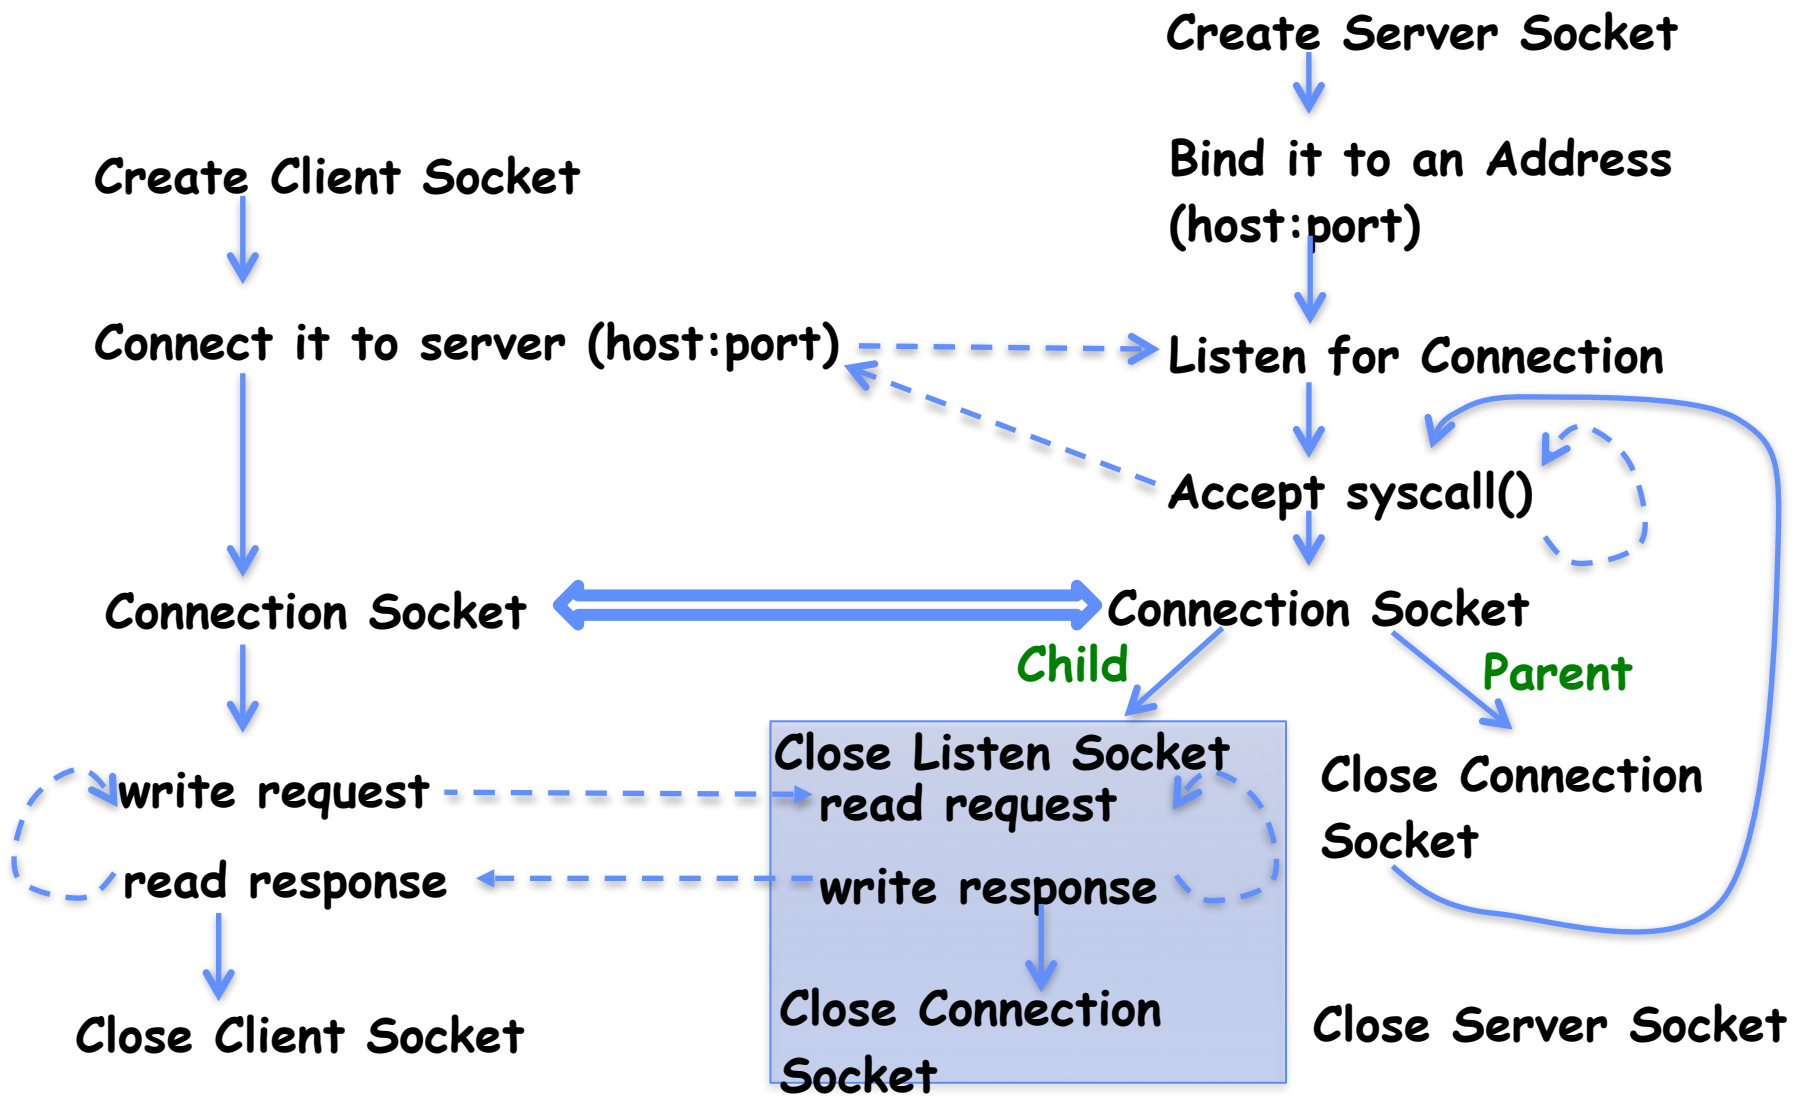 Create Server Socket
Bind it to an Address
(host:port)
Create Client Socket
Connect it to server (host:port)
Listen for Connection
Accept syscall()
Connection Socket
Connection Socket
Child
Parent
write request
read response
Close Client Socket
Close Listen Socket
read request
write response
Close Connection
Socket
Close Connection
Socket
Close Server Socket